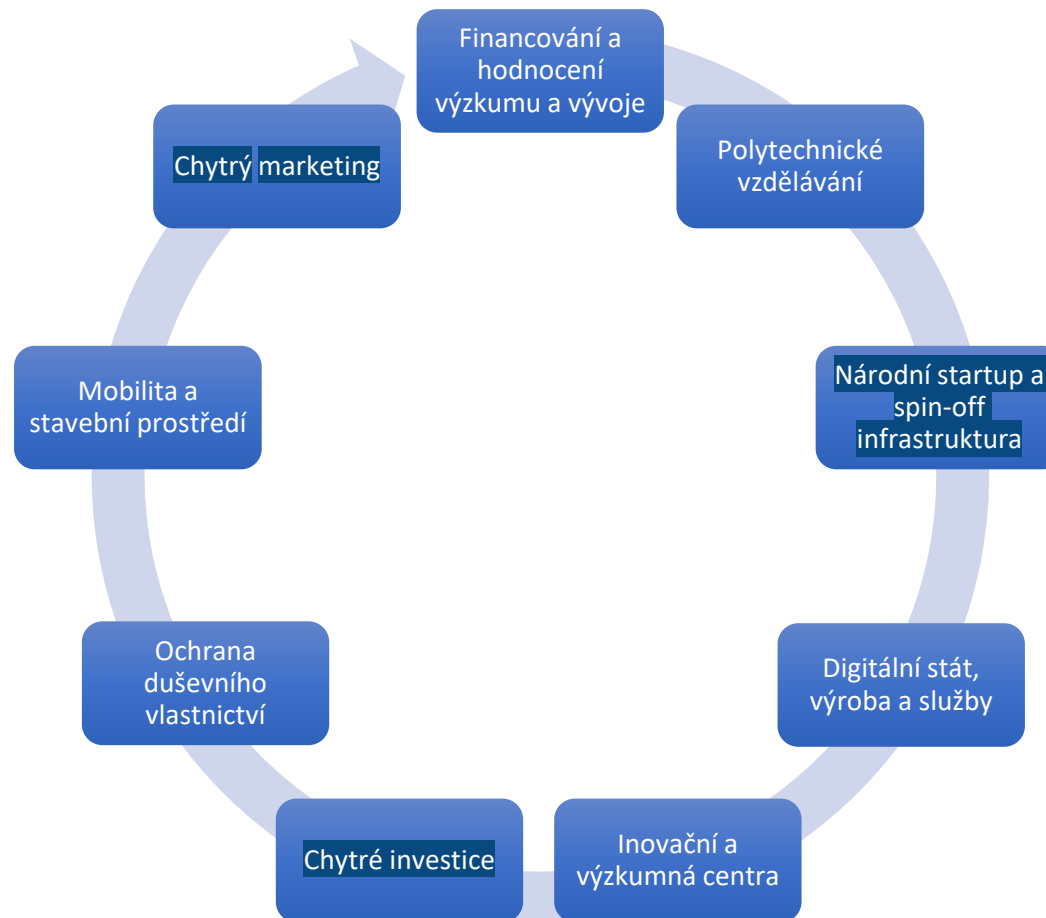 Financování a
hodnocení
výzkumu a vývoje
Polytechnické
vzdělávání
Národní startup a
spin-off
infrastruktura
Digitální stát,
výroba a služby
Inovační a
výzkumná centra
Chytré investice
Ochrana
duševního
vlastnictví
Mobilita a
stavební prostředí
Chytrý marketing